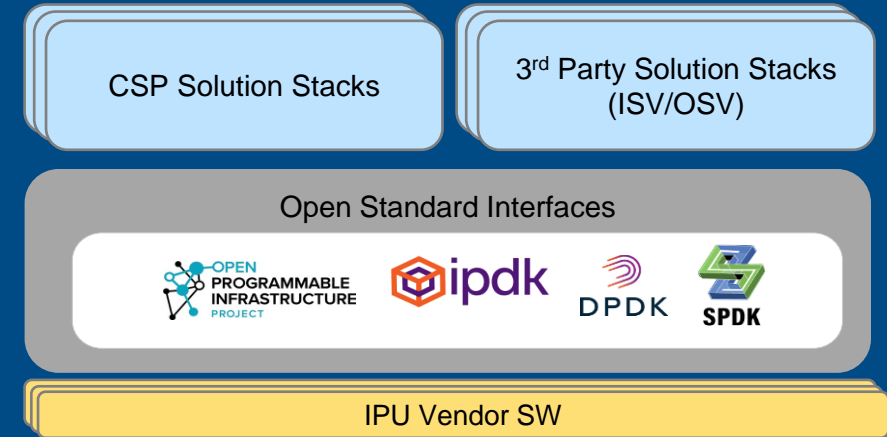 CSP Solution Stacks
3rd Party Solution Stacks
(ISV/OSV)
Open Standard Interfaces
OPEN
PROGRAMMABLE
INFRASTRUCTURE
PROJECT
ipdk
DPDK
SPDK
IPU Vendor SW